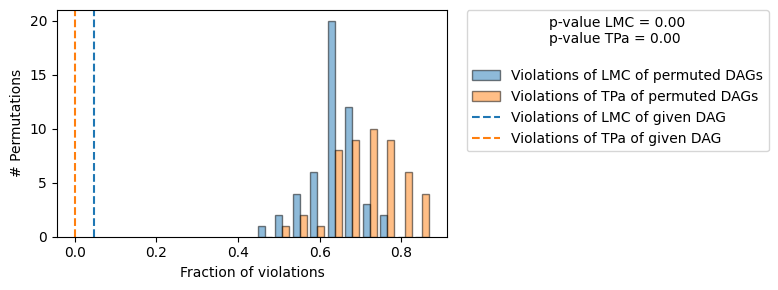 20
15
10
5
0
# Permutations
0.0 0.2 0.4 0.6 0.8
Fraction of violations
p-value LMC = 0.00
p-value TPa = 0.00
Violations of LMC of permuted DAGs
Violations of TPa of permuted DAGs
Violations of LMC of given DAG
Violations of TPa of given DAG